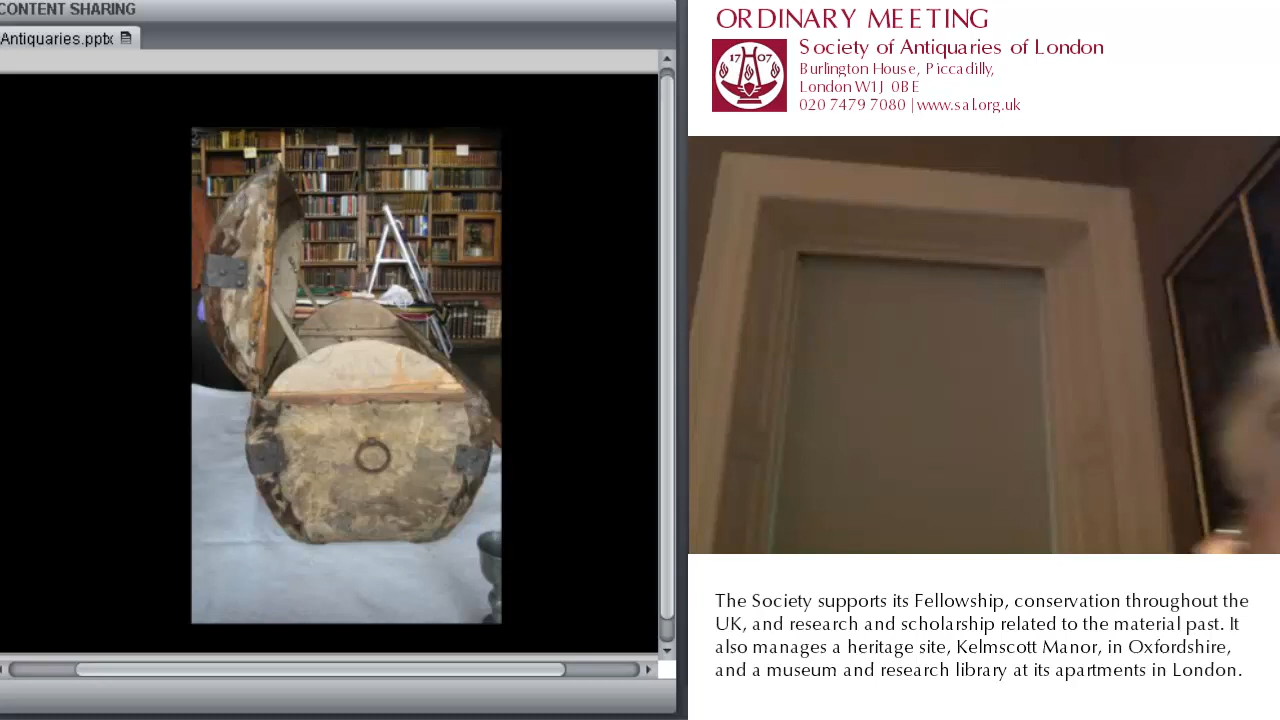 CONTENT SHARING
Antiquaries.pptx
ORDINARY MEETING
Society of Antiquaries of London
Burlington House, Piccadilly,
London W1J 0BE
020 7479 7080 | www.sal.org.uk
17 07
The Society supports its Fellowship, conservation throughout the
UK, and research and scholarship related to the material past. It
also manages a heritage site, Kelmscott Manor, in Oxfordshire,
and a museum and research library at its apartments in London.